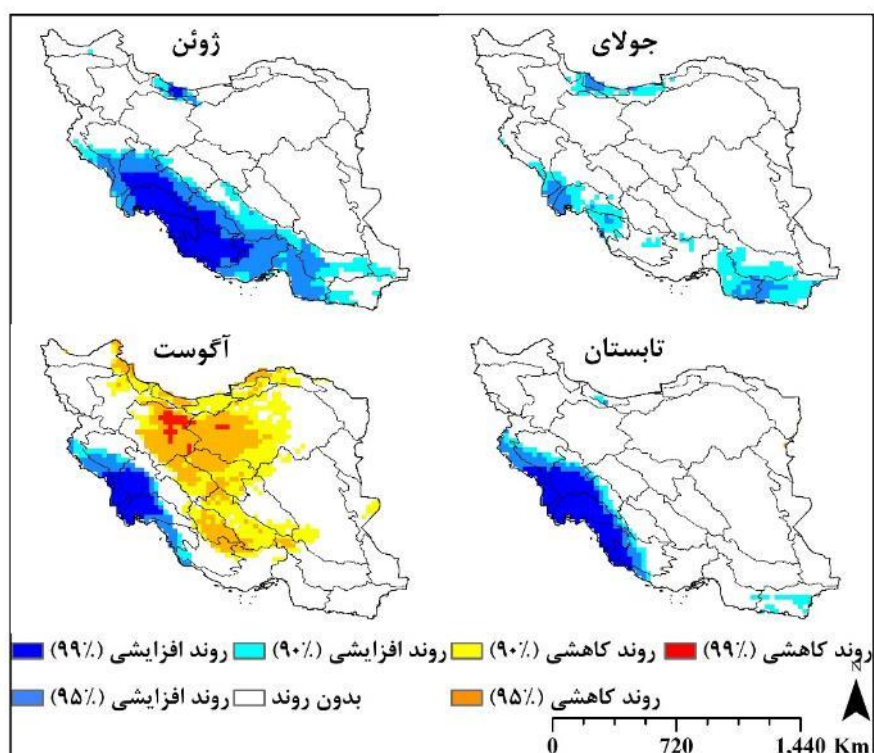 ژوئن
جولای
آگوست
تابستان
روند افزایشی (۹۹٪)
روند افزایشی (۹۰٪)
روند کاهشی (۹۰٪)
روند کاهشی (۹۹٪)
روند افزایشی (۹۵٪)
بدون روند
روند کاهشی (۹۵٪)
N
0 720 1,440 Km